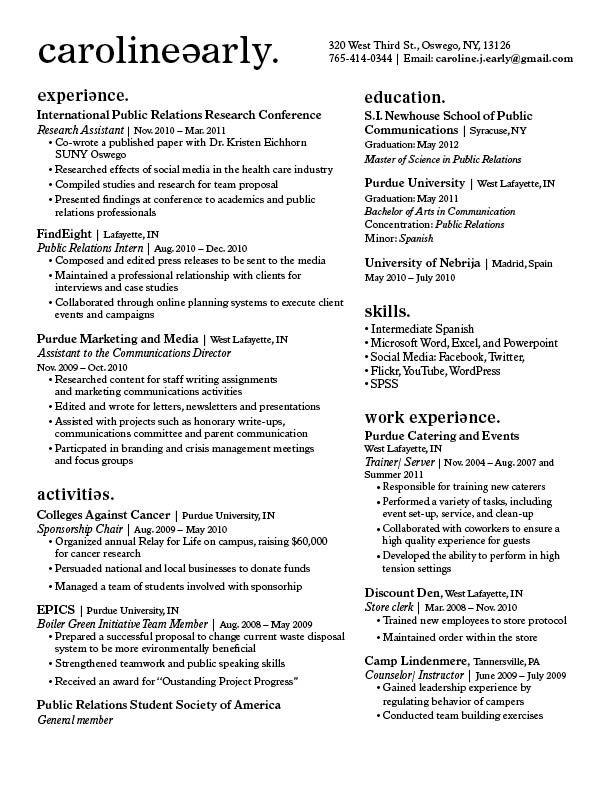 carolineǝarly.
320 West Third St., Oswego, NY, 13126
765-414-0344 | Email: caroline.j.early@gmail.com
experiǝnce.
International Public Relations Research Conference
Research Assistant | Nov. 2010 – Mar. 2011
• Co-wrote a published paper with Dr. Kristen Eichhorn
SUNY Oswego
• Researched effects of social media in the health care industry
• Compiled studies and research for team proposal
• Presented findings at conference to academics and public
relations professionals
FindEight | Lafayette, IN
Public Relations Intern | Aug. 2010 – Dec. 2010
• Composed and edited press releases to be sent to the media
• Maintained a professional relationship with clients for
interviews and case studies
• Collaborated through online planning systems to execute client
events and campaigns
Purdue Marketing and Media | West Lafayette, IN
Assistant to the Communications Director
Nov. 2009 – Oct. 2010
• Researched content for staff writing assignments
and marketing communications activities
• Edited and wrote for letters, newsletters and presentations
• Assisted with projects such as honorary write-ups,
communications committee and parent communication
• Particpated in branding and crisis management meetings
and focus groups
activitiǝs.
Colleges Against Cancer | Purdue University, IN
Sponsorship Chair | Aug. 2009 – May 2010
• Organized annual Relay for Life on campus, raising $60,000
for cancer research
• Persuaded national and local businesses to donate funds
• Managed a team of students involved with sponsorhip
EPICS | Purdue University, IN
Boiler Green Initiative Team Member | Aug. 2008 – May 2009
• Prepared a successful proposal to change current waste disposal
system to be more evironmentally beneficial
• Strengthened teamwork and public speaking skills
• Received an award for “Oustanding Project Progress”
Public Relations Student Society of America
General member
education.
S.I. Newhouse School of Public
Communications | Syracuse, NY
Graduation: May 2012
Master of Science in Public Relations
Purdue University | West Lafayette, IN
Graduation: May 2011
Bachelor of Arts in Communication
Concentration: Public Relations
Minor: Spanish
University of Nebrija | Madrid, Spain
May 2010 – July 2010
skills.
• Intermediate Spanish
• Microsoft Word, Excel, and Powerpoint
• Social Media: Facebook, Twitter,
• Flickr, YouTube, WordPress
• SPSS
work experiǝnce.
Purdue Catering and Events
West Lafayette, IN
Trainer/ Server | Nov. 2004 – Aug. 2007 and
Summer 2011
• Responsible for training new caterers
• Performed a variety of tasks, including
event set-up, service, and clean-up
• Collaborated with coworkers to ensure a
high quality experience for guests
• Developed the ability to perform in high
tension settings
Discount Den, West Lafayette, IN
Store clerk | Mar. 2008 – Nov. 2010
• Trained new employees to store protocol
• Maintained order within the store
Camp Lindenmere, Tannersville, PA
Counselor/ Instructor | June 2009 – July 2009
• Gained leadership experience by
regulating behavior of campers
• Conducted team building exercises